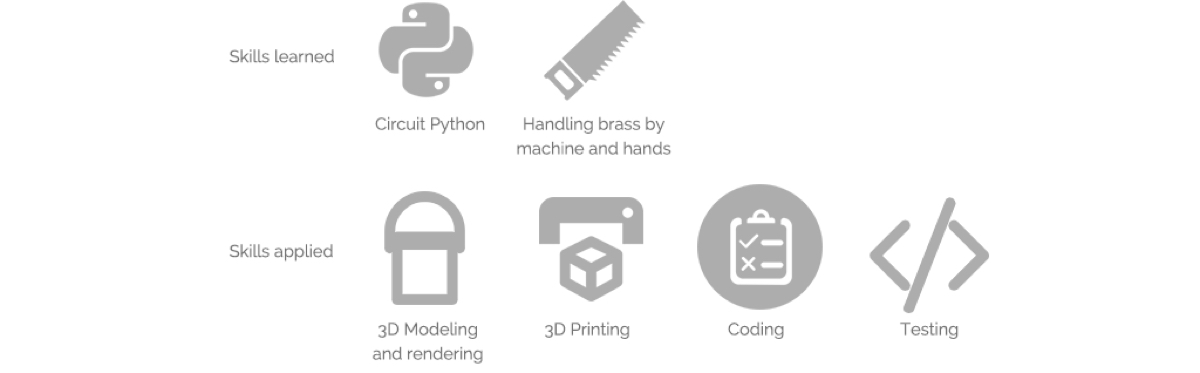 Skills learned
Circuit Python
Handling brass by
machine and hands
Skills applied
3D Modeling
and rendering
3D Printing
Coding
Testing